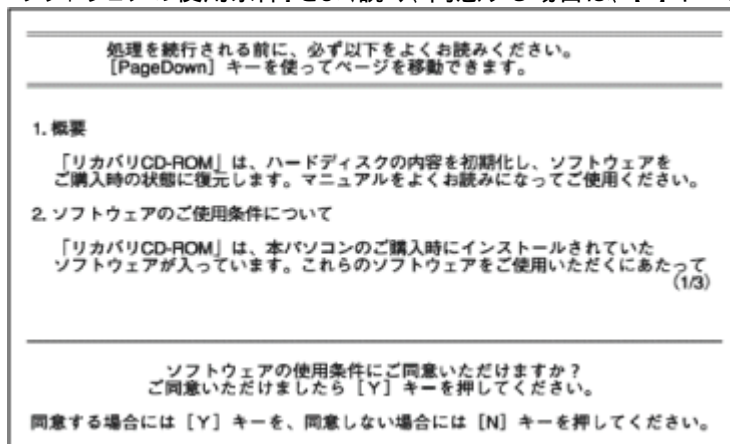 処理を続行される前に、必ず以下をよくお読みください。
[PageDown] キーを使ってページを移動できます。
1. 概要
「リカバリCD-ROM」は、ハードディスクの内容を初期化し、ソフトウェアを
ご購入時の状態に復元します。マニュアルをよくお読みになってご使用ください。
2. ソフトウェアのご使用条件について
「リカバリCD-ROM」は、本パソコンのご購入時にインストールされていた
ソフトウェアが入っています。これらのソフトウェアをご使用いただくにあたって
(1/3)
ソフトウェアの使用条件にご同意いただけますか？
ご同意いただけましたら [Y] キーを押してください。
同意する場合には [Y] キーを、同意しない場合には [N] キーを押してください。